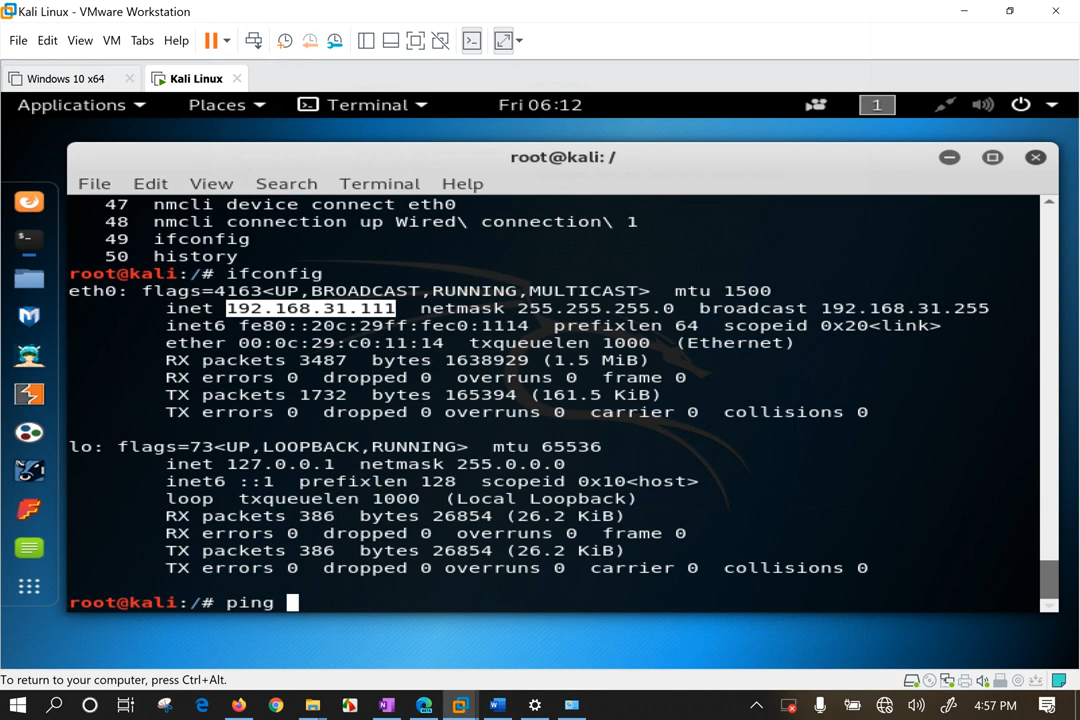 Kali Linux - VMware Workstation
File Edit View VM Tabs Help
Windows 10 x64 Kali Linux
Applications Places Terminal Fri 06:12 1
root@kali: /
File Edit View Search Terminal Help
47 nmcli device connect eth0
48 nmcli connection up Wired\ connection\ 1
49 ifconfig
50 history
root@kali:/# ifconfig
eth0: flags=4163<UP,BROADCAST,RUNNING,MULTICAST> mtu 1500
inet 192.168.31.111 netmask 255.255.255.0 broadcast 192.168.31.255
inet6 fe80::20c:29ff:fec0:1114 prefixlen 64 scopeid 0x20<link>
ether 00:0c:29:c0:11:14 txqueuelen 1000 (Ethernet)
RX packets 3487 bytes 1638929 (1.5 MiB)
RX errors 0 dropped 0 overruns 0 frame 0
TX packets 1732 bytes 165394 (161.5 KiB)
TX errors 0 dropped 0 overruns 0 carrier 0 collisions 0
lo: flags=73<UP,LOOPBACK,RUNNING> mtu 65536
inet 127.0.0.1 netmask 255.0.0.0
inet6 ::1 prefixlen 128 scopeid 0x10<host>
loop txqueuelen 1000 (Local Loopback)
RX packets 386 bytes 26854 (26.2 KiB)
RX errors 0 dropped 0 overruns 0 frame 0
TX packets 386 bytes 26854 (26.2 KiB)
TX errors 0 dropped 0 overruns 0 carrier 0 collisions 0
root@kali:/# ping
To return to your computer, press Ctrl+Alt.
4:57 PM